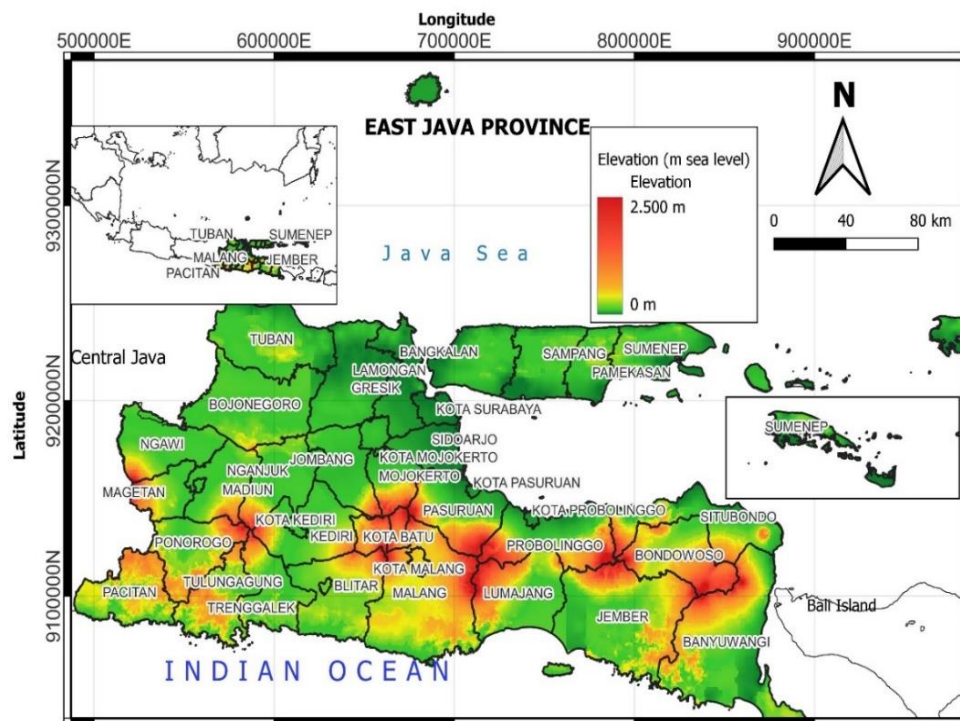 Longitude
500000E 600000E 700000E 800000E 900000E
EAST JAVA PROVINCE
N
Elevation (m sea level)
Elevation
2.500 m
0 m
0 40 80 km
9300000N
TUBAN SUMENEP
MALANG JEMBER
PACITAN
Java Sea
Central Java
TUBAN
BANGKALAN
SAMPANG
SUMENEP
LAMONGAN
PAMEKASAN
GRESIK
Latitude
9200000N
BOJONEGORO
KOTA SURABAYA
SUMENEP
NGAWI
SIDOARJO
JOMBANG
KOTA MOJOKERTO
NGANJUK
MOJOKERTO
KOTA PASURUAN
MAGETAN
MADIUN
PASURUAN
KOTA PROBOLINGGO
SITUBONDO
KOTA KEDIRI
KEDIRI
KOTA BATU
PONOROGO
PROBOLINGGO
BONDOWOSO
KOTA MALANG
TULUNGAGUNG
BLITAR
MALANG
LUMAJANG
PACITAN
9100000N
TRENGGALEK
JEMBER
Bali Island
BANYUWANGI
INDIAN OCEAN